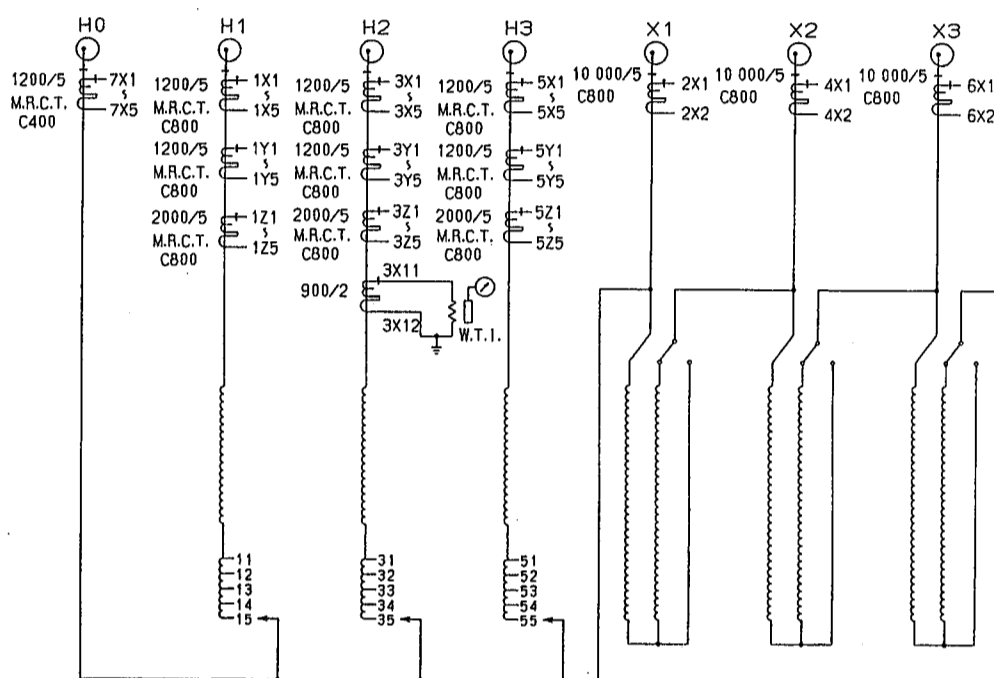 H0
H1
H2
H3
X1
X2
X3
1200/5
M.R.C.T.
C400
7X1
7X5
1200/5
M.R.C.T.
C800
1X1
1X5
1200/5
M.R.C.T.
C800
3X1
3X5
1200/5
M.R.C.T.
C800
5X1
5X5
10 000/5
C800
2X1
2X2
10 000/5
C800
4X1
4X2
10 000/5
C800
6X1
6X2
1200/5
M.R.C.T.
C800
1Y1
1Y5
1200/5
M.R.C.T.
C800
3Y1
3Y5
1200/5
M.R.C.T.
C800
5Y1
5Y5
2000/5
M.R.C.T.
C800
1Z1
1Z5
2000/5
M.R.C.T.
C800
3Z1
3Z5
2000/5
M.R.C.T.
C800
5Z1
5Z5
900/2
3X11
3X12
W.T.I.
11
12
13
14
15
31
32
33
34
35
51
52
53
54
55